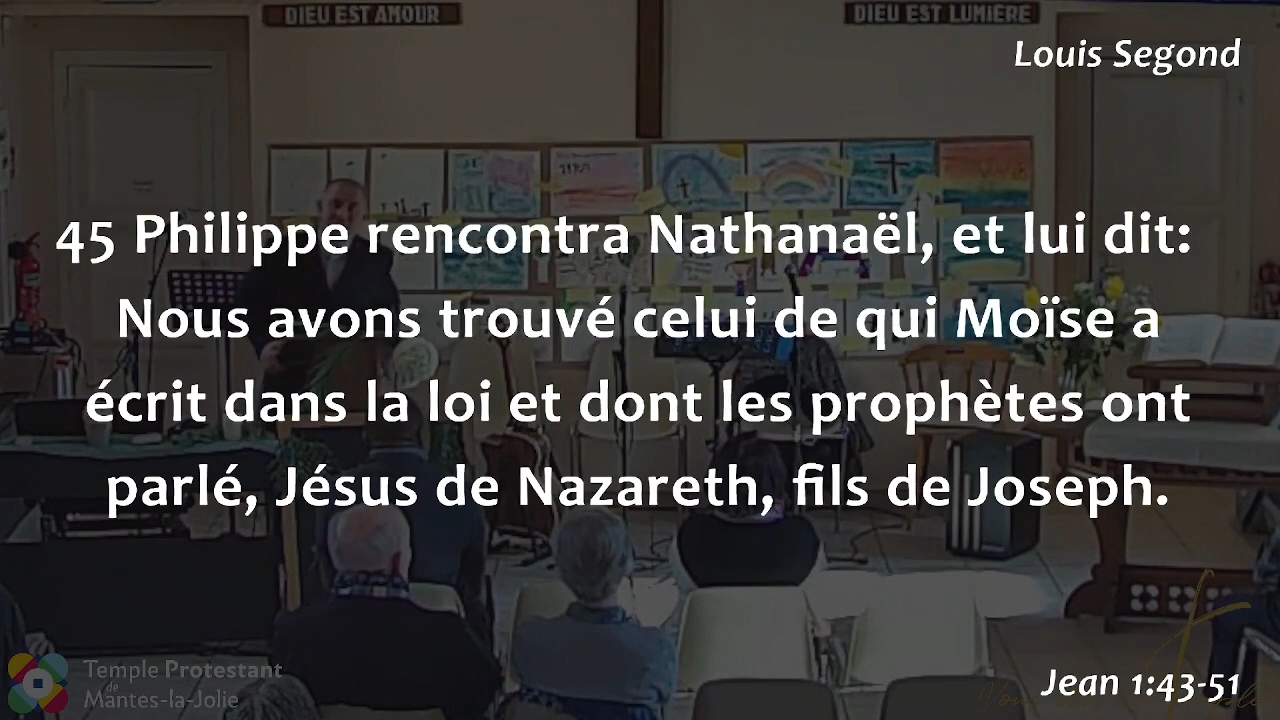 DIEU EST AMOUR
DIEU EST LUMIÈRE
Louis Segond
45 Philippe rencontra Nathanaël, et lui dit:
Nous avons trouvé celui de qui Moïse a
écrit dans la loi et dont les prophètes ont
parlé, Jésus de Nazareth, fils de Joseph.
Temple Protestant
de
Mantes-la-Jolie
Jean 1:43-51